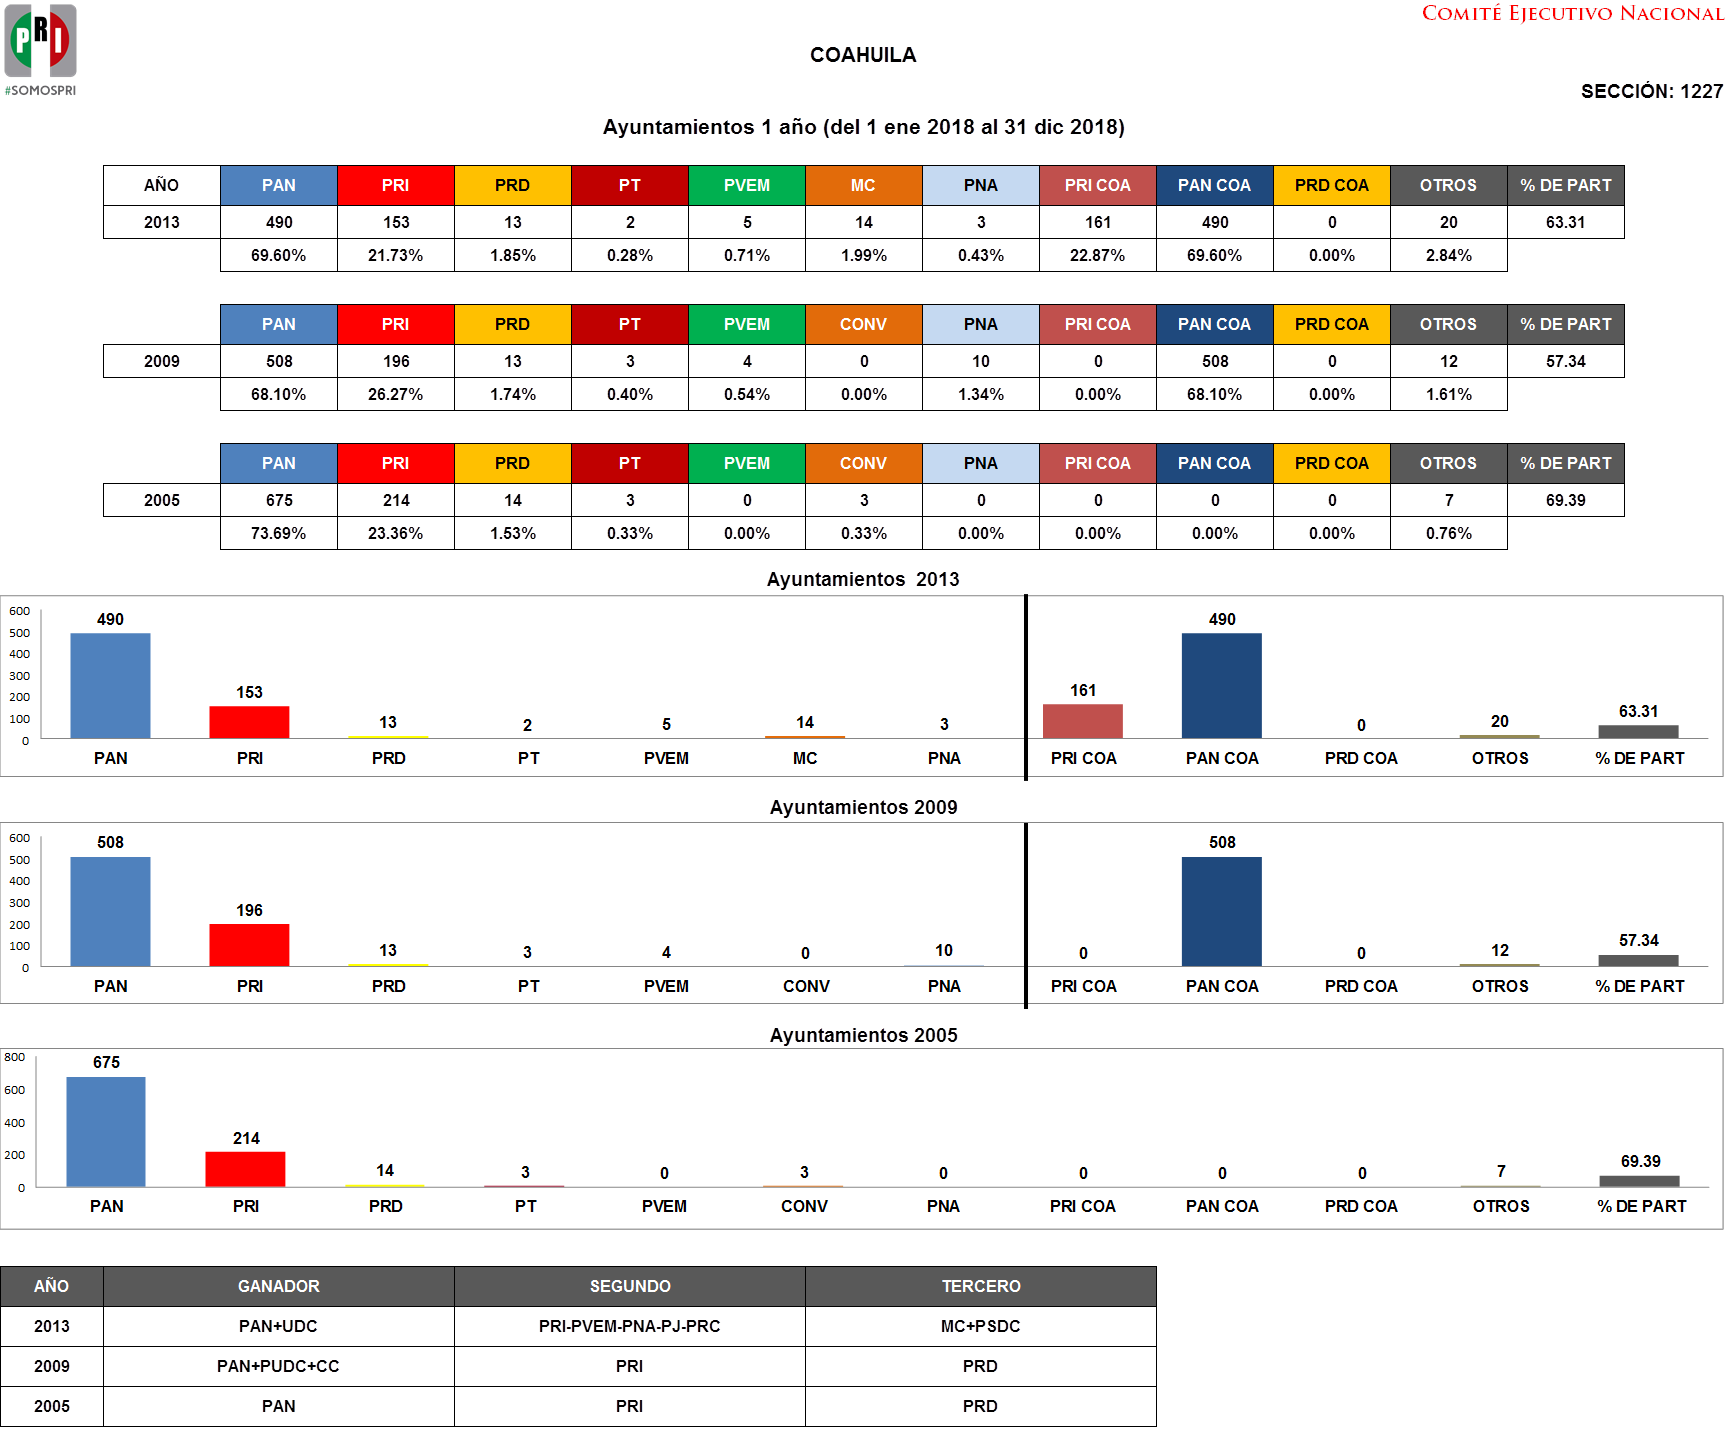 PRI
#SOMOSPRI
COMITÉ EJECUTIVO NACIONAL
COAHUILA
SECCIÓN: 1227
Ayuntamientos 1 año (del 1 ene 2018 al 31 dic 2018)
AÑO PAN PRI PRD PT PVEM MC PNA PRI COA PAN COA PRD COA OTROS % DE PART
2013 490 153 13 2 5 14 3 161 490 0 20 63.31
69.60% 21.73% 1.85% 0.28% 0.71% 1.99% 0.43% 22.87% 69.60% 0.00% 2.84%
PAN PRI PRD PT PVEM CONV PNA PRI COA PAN COA PRD COA OTROS % DE PART
2009 508 196 13 3 4 0 10 0 508 0 12 57.34
68.10% 26.27% 1.74% 0.40% 0.54% 0.00% 1.34% 0.00% 68.10% 0.00% 1.61%
PAN PRI PRD PT PVEM CONV PNA PRI COA PAN COA PRD COA OTROS % DE PART
2005 675 214 14 3 0 3 0 0 0 0 7 69.39
73.69% 23.36% 1.53% 0.33% 0.00% 0.33% 0.00% 0.00% 0.00% 0.00% 0.76%
Ayuntamientos 2013
600
500
400
300
200
100
0
490 153 13 2 5 14 3 161 490 0 20 63.31
PAN PRI PRD PT PVEM MC PNA PRI COA PAN COA PRD COA OTROS % DE PART
Ayuntamientos 2009
600
500
400
300
200
100
0
508 196 13 3 4 0 10 0 508 0 12 57.34
PAN PRI PRD PT PVEM CONV PNA PRI COA PAN COA PRD COA OTROS % DE PART
Ayuntamientos 2005
800
600
400
200
0
675 214 14 3 0 3 0 0 0 0 7 69.39
PAN PRI PRD PT PVEM CONV PNA PRI COA PAN COA PRD COA OTROS % DE PART
AÑO GANADOR SEGUNDO TERCERO
2013 PAN+UDC PRI-PVEM-PNA-PJ-PRC MC+PSDC
2009 PAN+PUDC+CC PRI PRD
2005 PAN PRI PRD